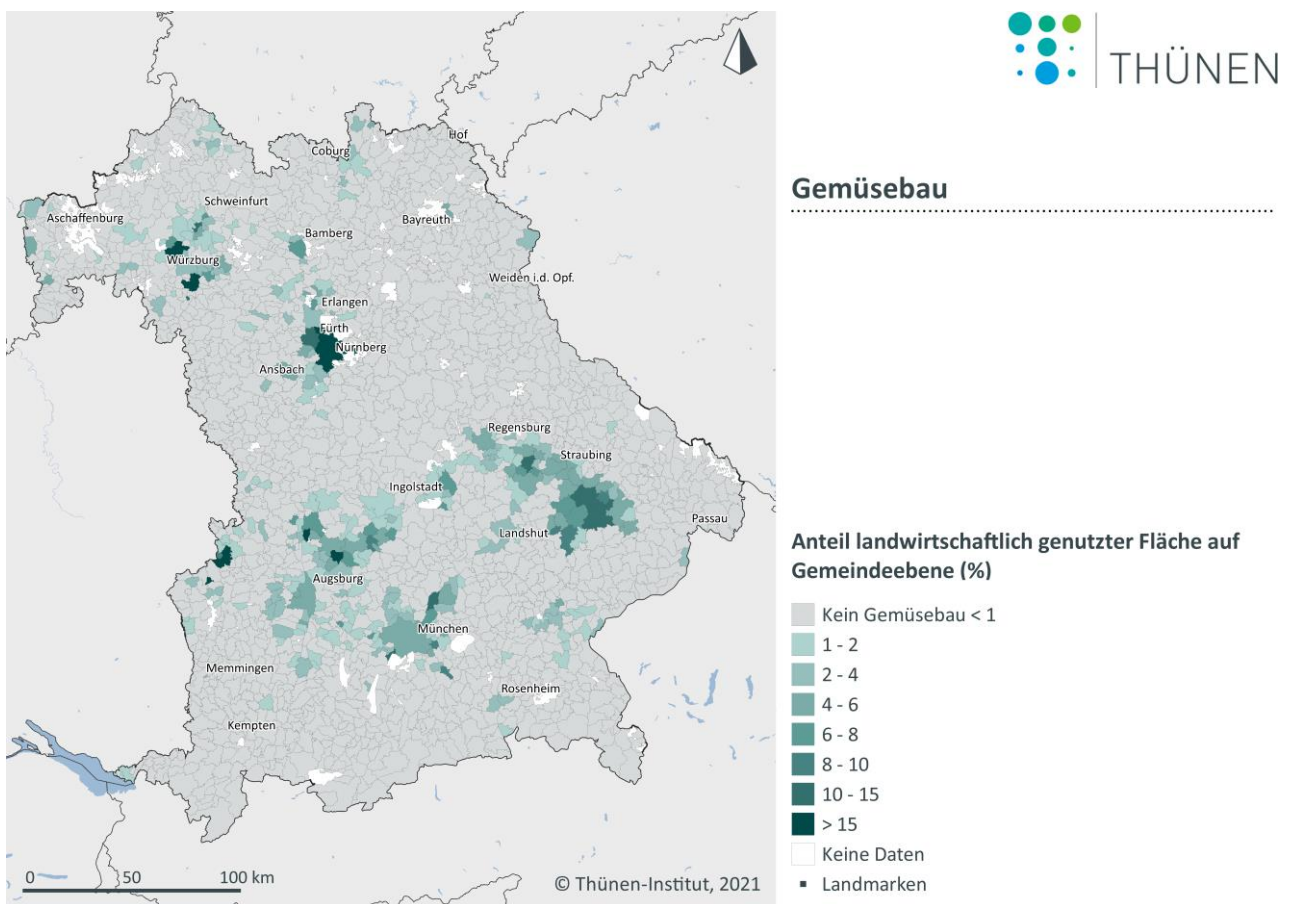 THÜNEN
Gemüsebau
Hof
Coburg
Schweinfurt
Aschaffenburg
Bayreuth
Bamberg
Würzburg
Weiden i.d. Opf.
Erlangen
Fürth
Nürnberg
Ansbach
Regensburg
Straubing
Ingolstadt
Passau
Landshut
Augsburg
München
Memmingen
Rosenheim
Kempten
0 50 100 km
© Thünen-Institut, 2021
Anteil landwirtschaftlich genutzter Fläche auf
Gemeindeebene (%)
Kein Gemüsebau < 1
1 - 2
2 - 4
4 - 6
6 - 8
8 - 10
10 - 15
> 15
Keine Daten
Landmarken